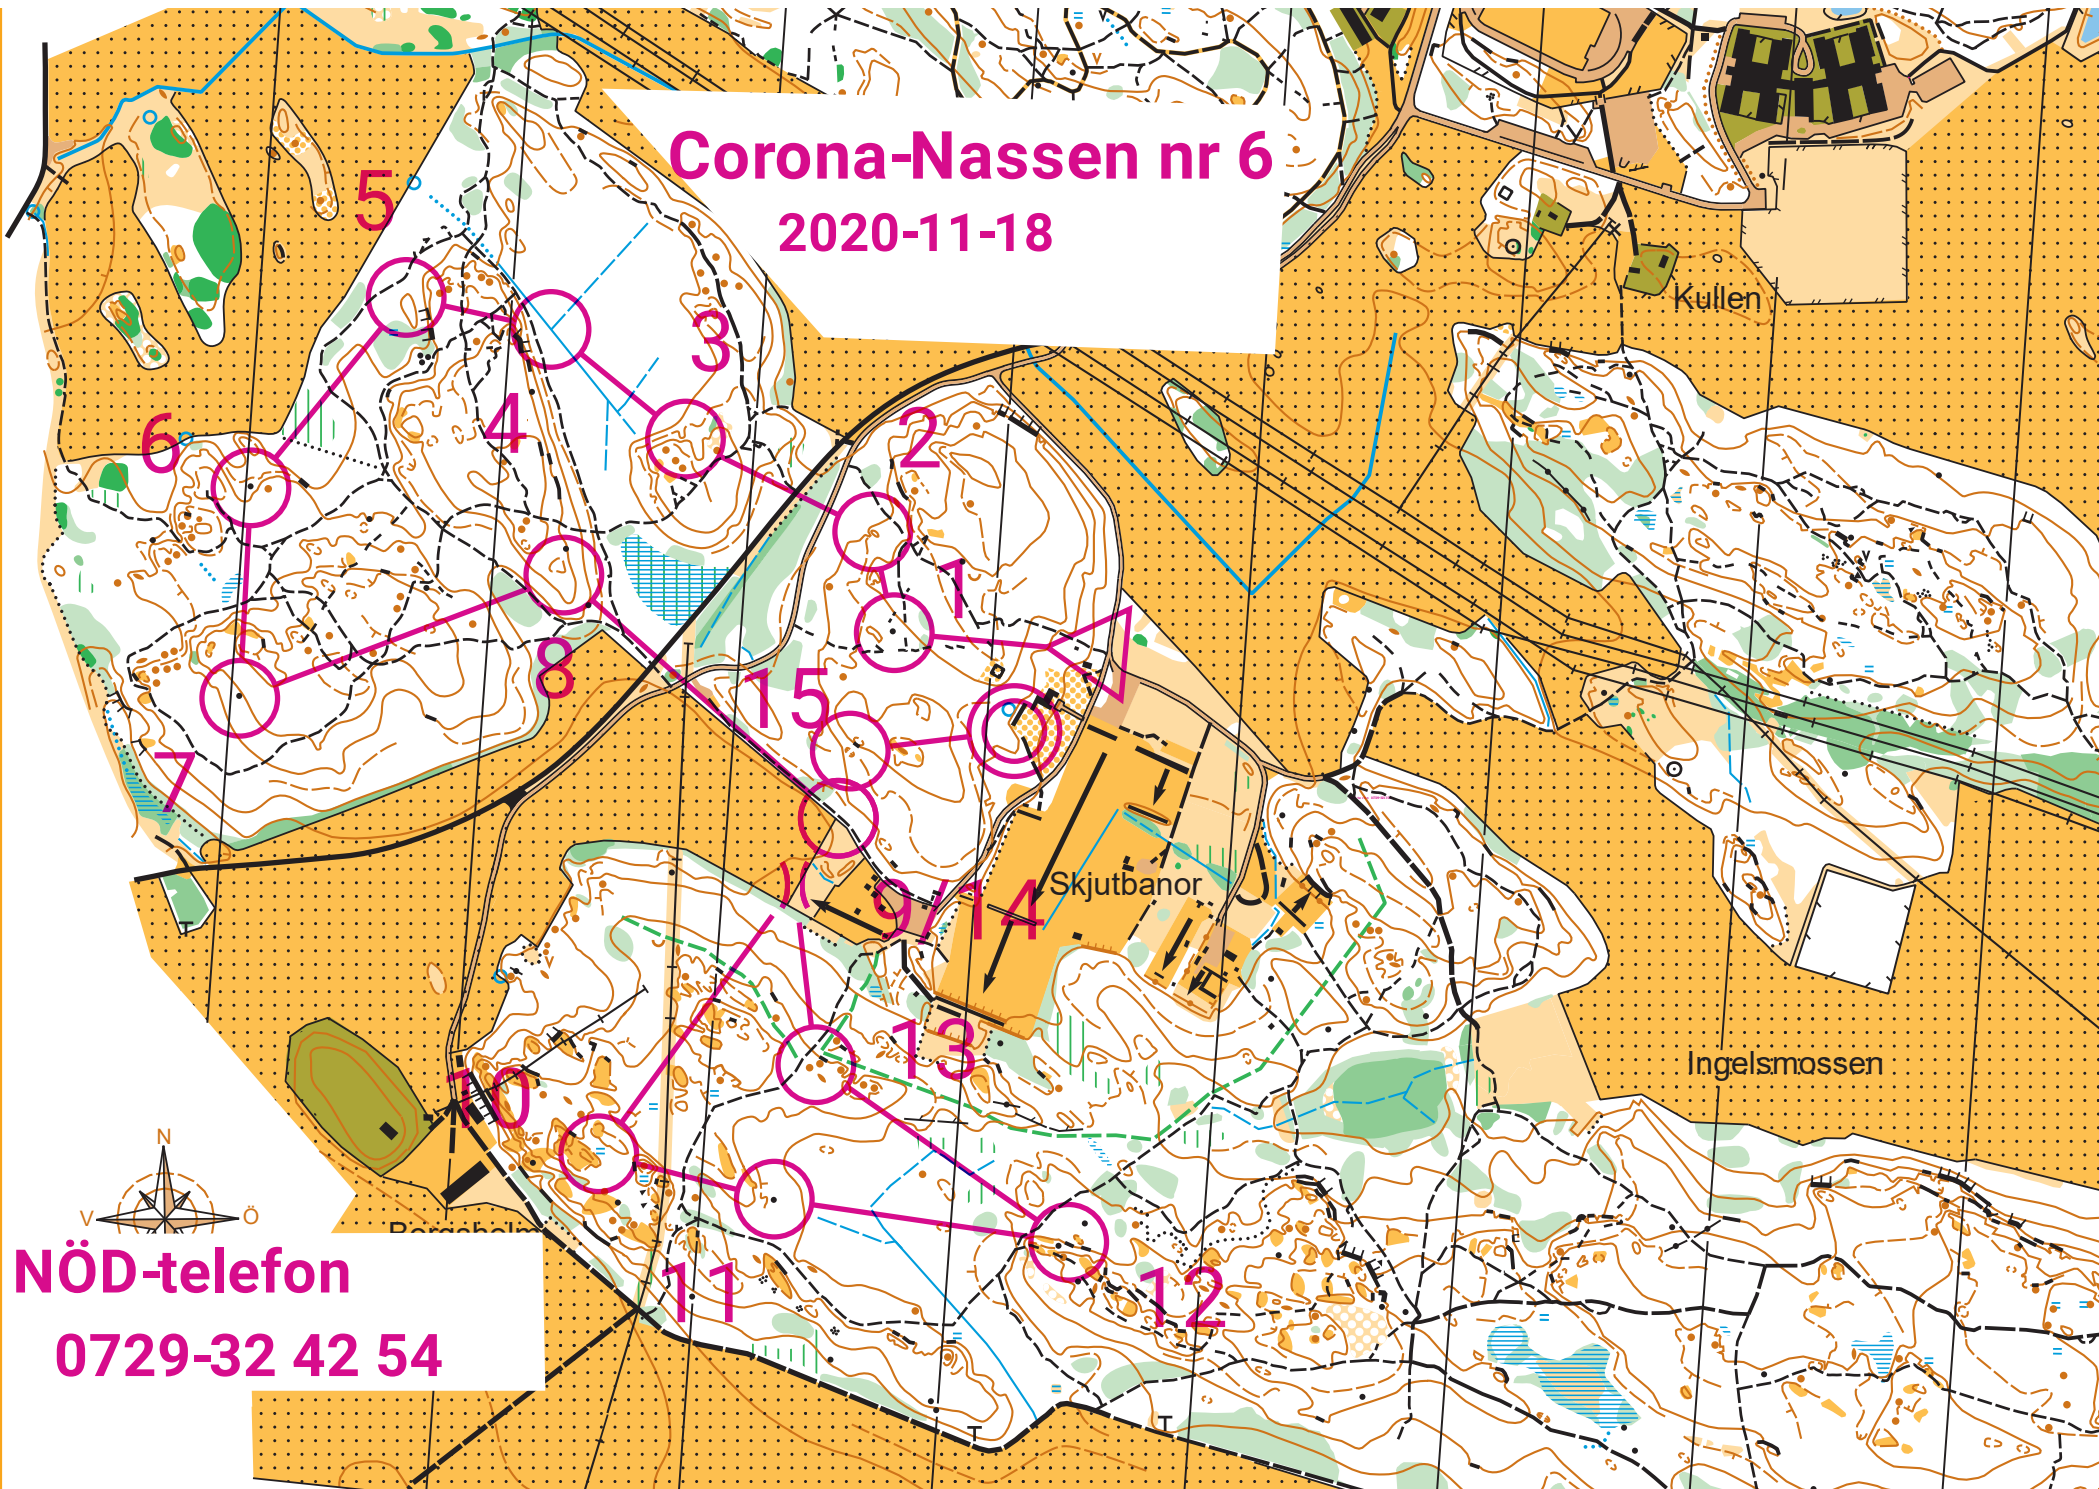 Corona-Nassen nr 6
2020-11-18
5
3
Kullen
2
4
6
1
8
15
7
Skjutbanor
9/14
13
Ingelsmossen
10
N
V
Ö
NÖD-telefon
11
12
0729-32 42 54